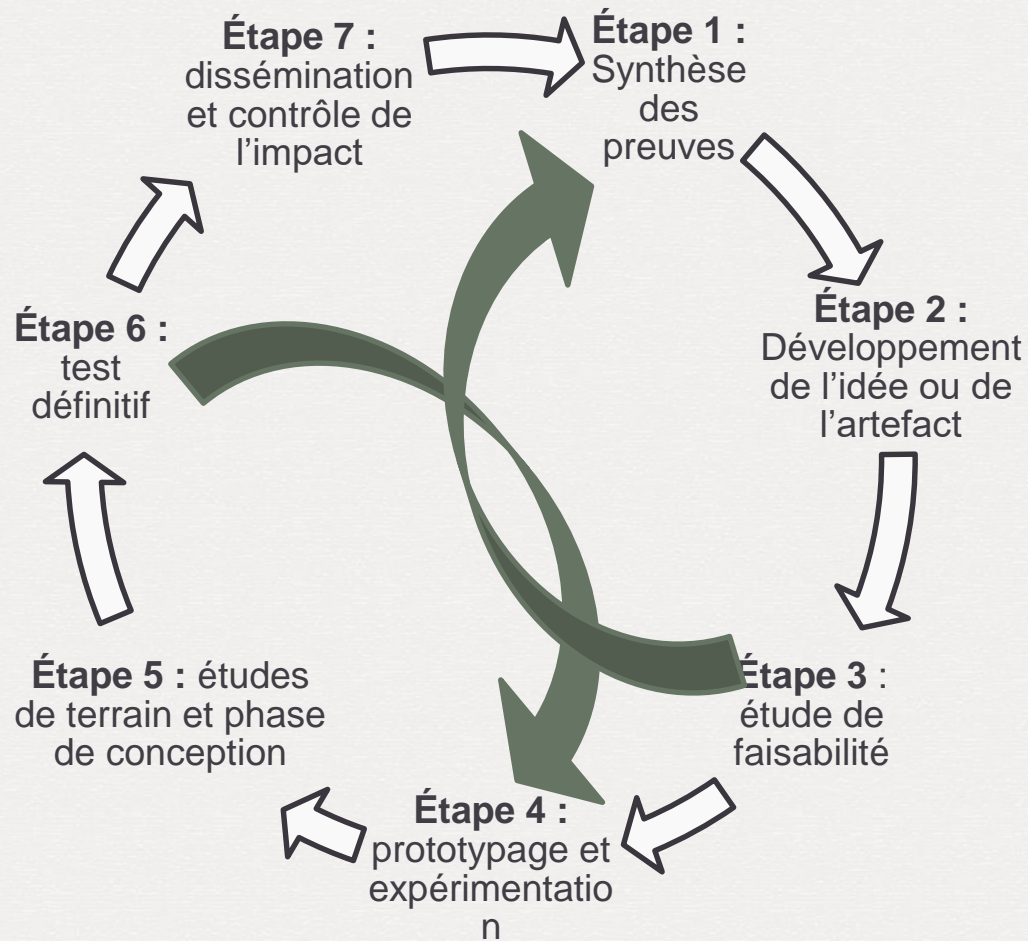 Étape 1 :
Synthèse
des
preuves
Étape 2 :
Développement
de l’idée ou de
l’artefact
Étape 3 :
étude de
faisabilité
Étape 4 :
prototypage et
expérimentatio
n
Étape 5 : études
de terrain et phase
de conception
Étape 6 :
test
définitif
Étape 7 :
dissémination
et contrôle de
l’impact